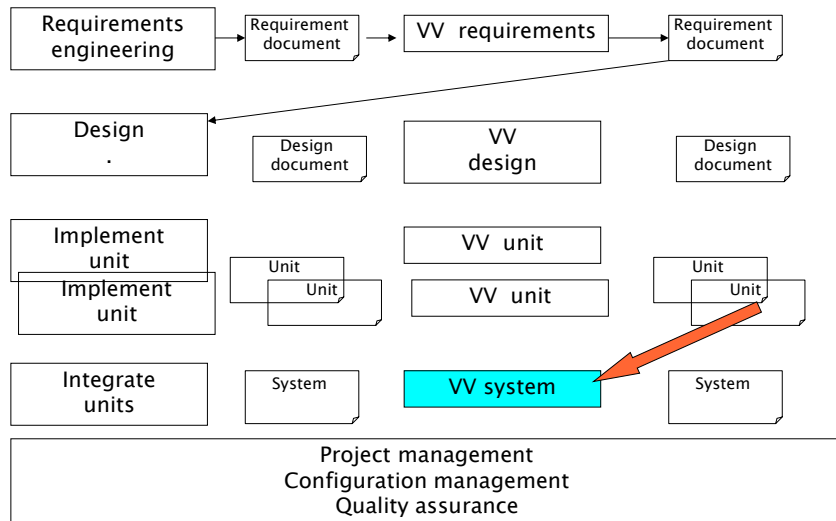 Requirements
engineering
Requirement
document
VV requirements
Requirement
document
Design
.
Design
document
VV
design
Design
document
Implement
unit
Implement
unit
Unit
Unit
VV unit
VV unit
Unit
Unit
Integrate
units
System
VV system
System
Project management
Configuration management
Quality assurance